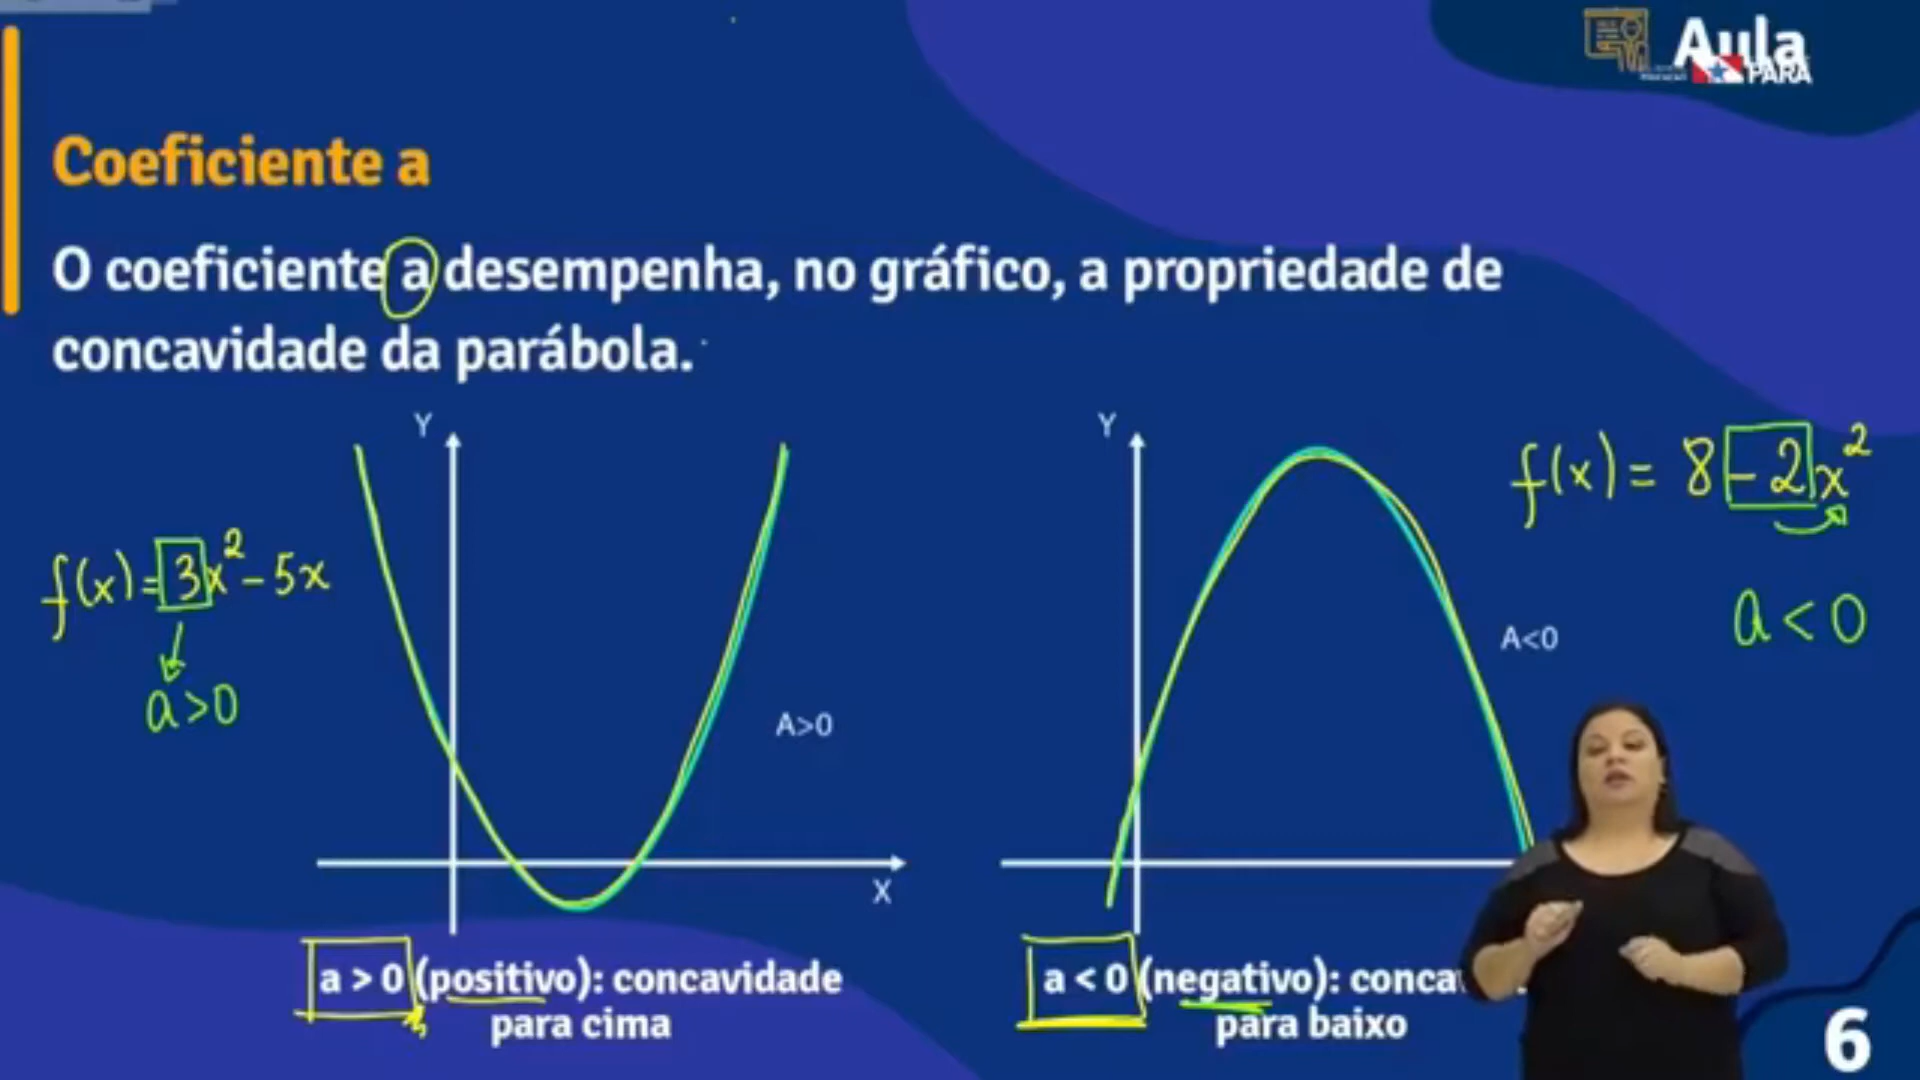 Aula
PARÁ
Coeficiente a
O coeficiente a desempenha, no gráfico, a propriedade de
concavidade da parábola.
Y
Y
f(x) = 8 - 2x²
f(x) = 3x² - 5x
a < 0
A<0
a > 0
A>0
X
a > 0 (positivo): concavidade
para cima
a < 0 (negativo):
para baixo
6